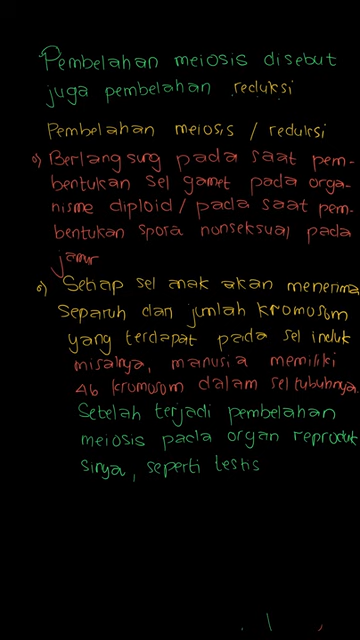 Pembelahan meiosis disebut
juga pembelahan reduksi
Pembelahan meiosis / reduksi
o) Berlangsung pada saat pem-
bentukan sel gamet pada orga-
nisme diploid / pada saat pem-
bentukan spora nonseksual pada
jamur
o) Setiap sel anak akan menerima
separuh dari jumlah kromosom
yang terdapat pada sel induk
misalnya, manusia memiliki
46 kromosom dalam sel tubuhnya.
Setelah terjadi pembelahan
meiosis pada organ reproduk
sinya, seperti testis